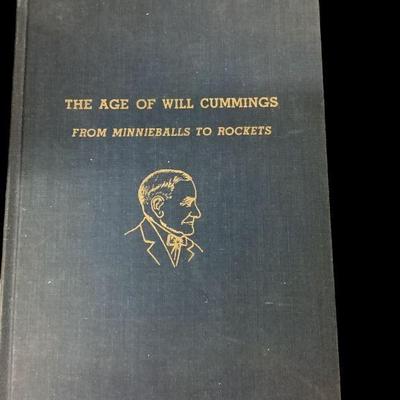 THE AGE OF WILL CUMMINGS
FROM MINNIEBALLS TO ROCKETS